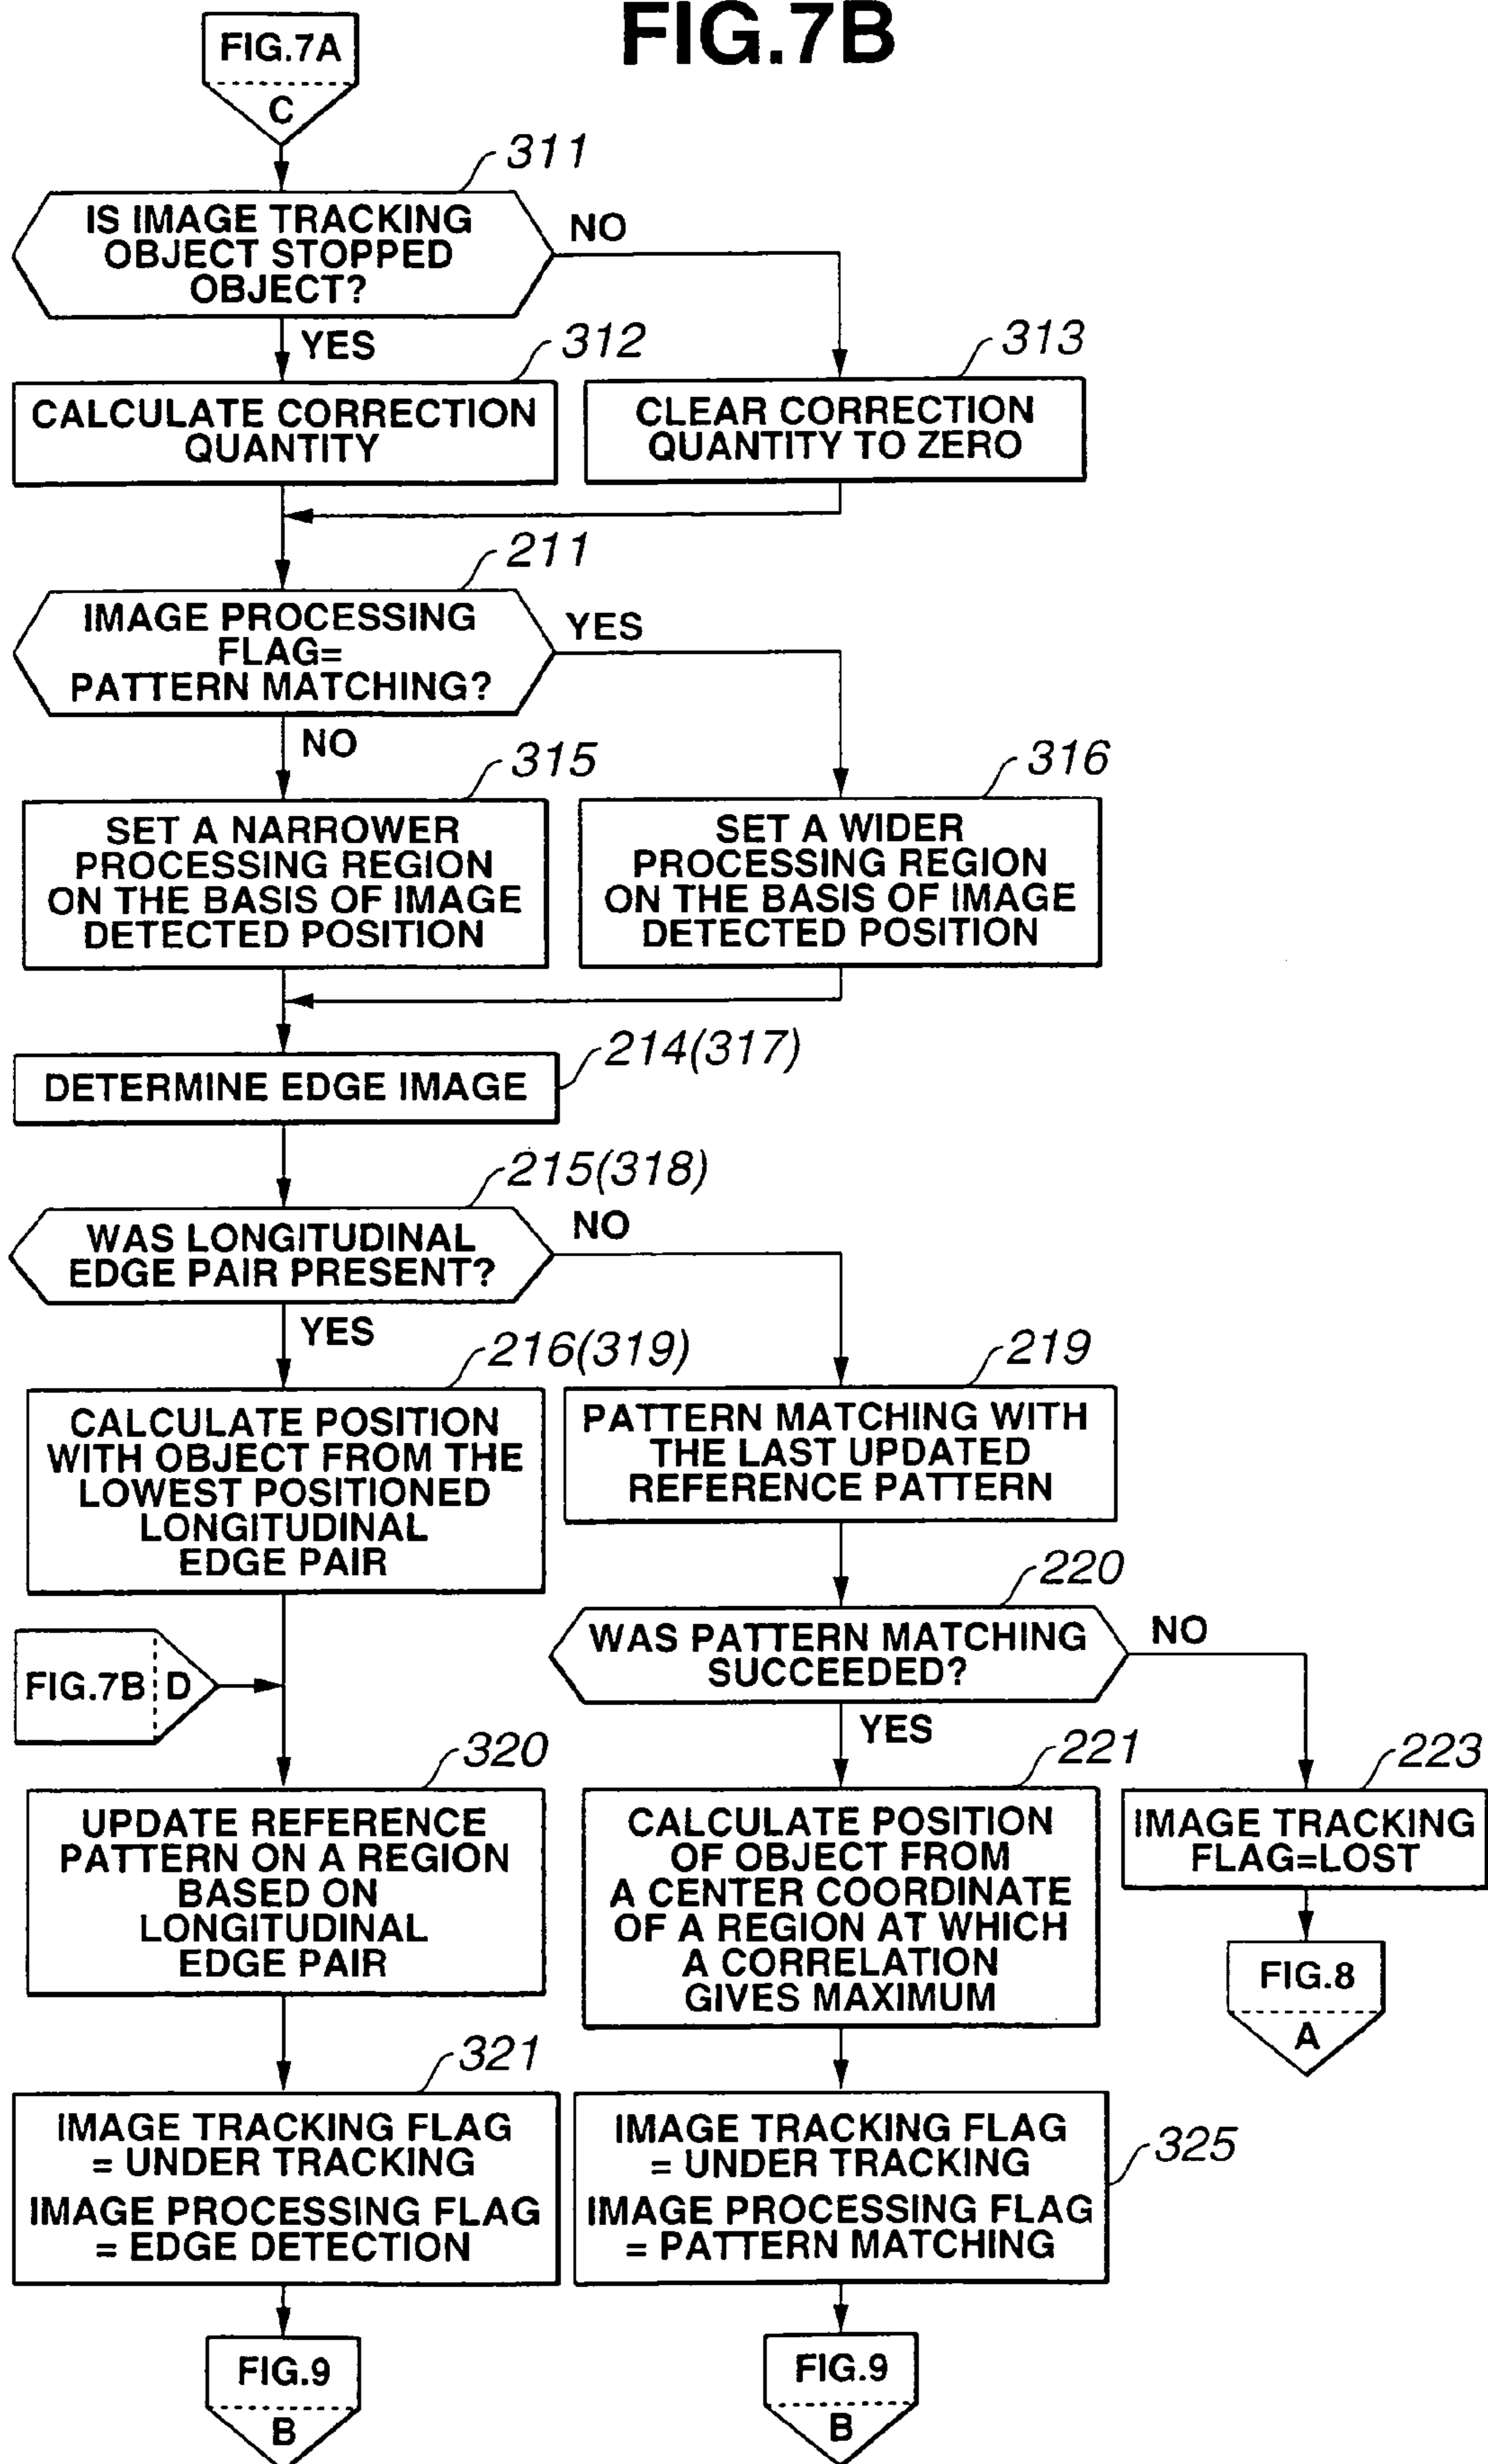 FIG.7B
FIG.7A
C
311
IS IMAGE TRACKING
OBJECT STOPPED
OBJECT?
NO
YES
312
313
CALCULATE CORRECTION
QUANTITY
CLEAR CORRECTION
QUANTITY TO ZERO
211
IMAGE PROCESSING
FLAG=
PATTERN MATCHING?
YES
NO
315
316
SET A NARROWER
PROCESSING REGION
ON THE BASIS OF IMAGE
DETECTED POSITION
SET A WIDER
PROCESSING REGION
ON THE BASIS OF IMAGE
DETECTED POSITION
214(317)
DETERMINE EDGE IMAGE
215(318)
WAS LONGITUDINAL
EDGE PAIR PRESENT?
NO
YES
216(319)
219
CALCULATE POSITION
WITH OBJECT FROM THE
LOWEST POSITIONED
LONGITUDINAL
EDGE PAIR
PATTERN MATCHING WITH
THE LAST UPDATED
REFERENCE PATTERN
220
WAS PATTERN MATCHING
SUCCEEDED?
NO
YES
FIG.7B D
320
221
223
UPDATE REFERENCE
PATTERN ON A REGION
BASED ON
LONGITUDINAL
EDGE PAIR
CALCULATE POSITION
OF OBJECT FROM
A CENTER COORDINATE
OF A REGION AT WHICH
A CORRELATION
GIVES MAXIMUM
IMAGE TRACKING
FLAG=LOST
FIG.8
A
321
IMAGE TRACKING FLAG
= UNDER TRACKING
IMAGE PROCESSING FLAG
= EDGE DETECTION
IMAGE TRACKING FLAG
= UNDER TRACKING
IMAGE PROCESSING FLAG
= PATTERN MATCHING
325
FIG.9
B
FIG.9
B